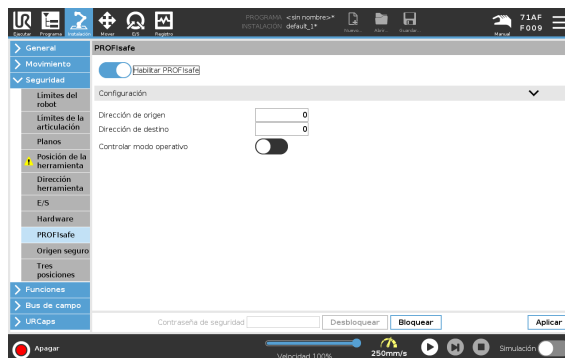 PROGRAMA <sin nombre>*
INSTALACIÓN default_1*
Ejecutar Programa Instalación Mover E/S Registro
Nuevo... Abrir... Guardar...
Manual
71AF
F009
General
Movimiento
Seguridad
Límites del robot
Límites de la articulación
Planos
Posición de la herramienta
Dirección herramienta
E/S
Hardware
PROFIsafe
Origen seguro
Tres posiciones
Funciones
Bus de campo
URCaps
PROFIsafe
Habilitar PROFIsafe
Configuración
Dirección de origen 0
Dirección de destino 0
Controlar modo operativo
Contraseña de seguridad Desbloquear Bloquear Aplicar
Apagar
Velocidad 100%
250mm/s
Simulación